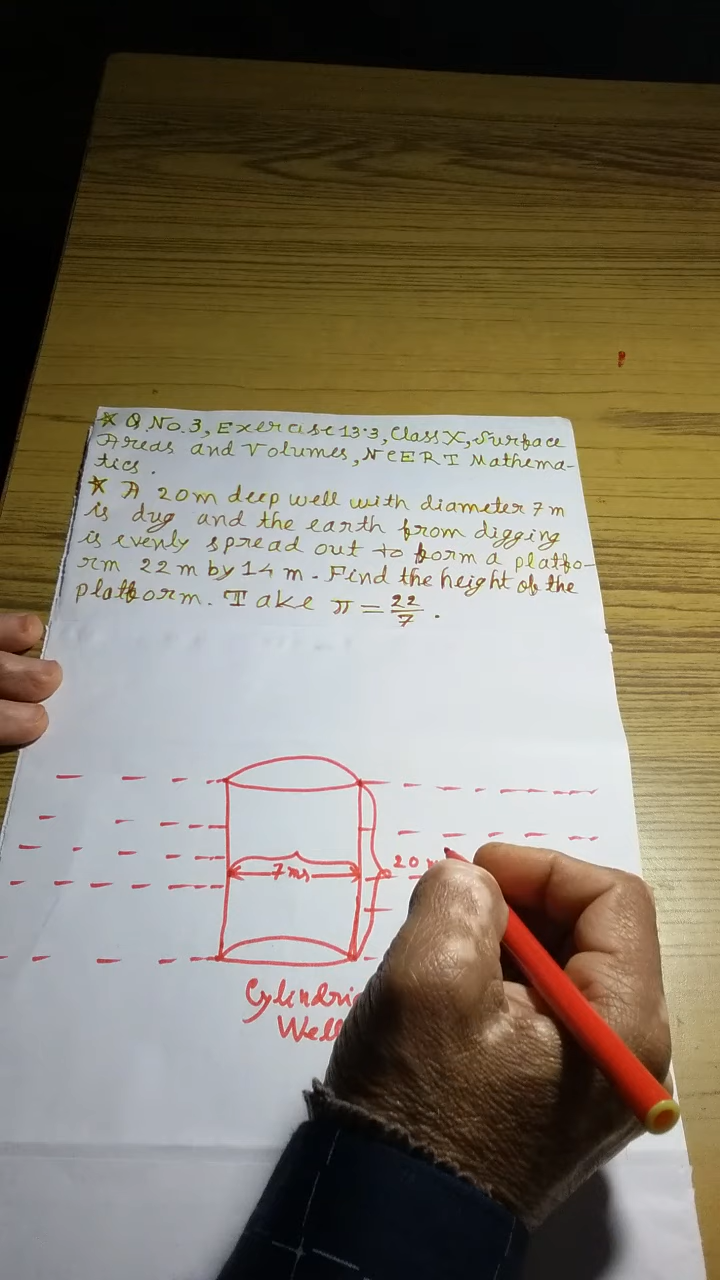 * Q.No.3, Exercise 13.3, Class X, Surface
Areas and Volumes, NCERT Mathema-
tics.
* A 20m deep well with diameter 7m
is dug and the earth from digging
is evenly spread out to form a platfo-
rm 22 m by 14 m. Find the height of the
platform. Take π = 22/7.
20
7 ms
Well